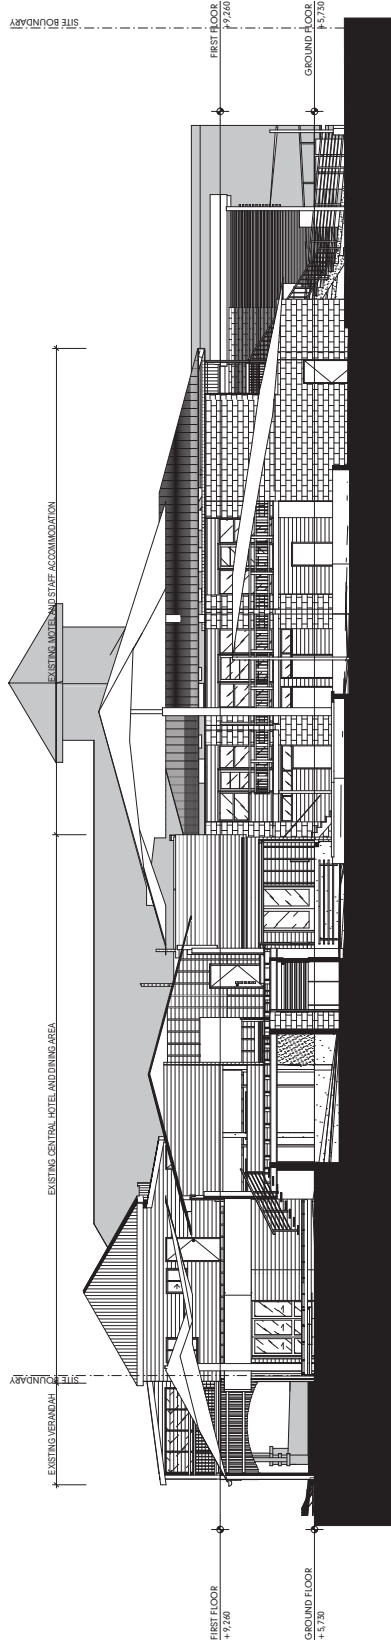 SITE BOUNDARY
FIRST FLOOR
+9,260
GROUND FLOOR
+5,730
EXISTING MOTEL AND STAFF ACCOMMODATION
EXISTING CENTRAL HOTEL AND DINING AREA
SITE BOUNDARY
EXISTING VERANDAH
FIRST FLOOR
+9,260
GROUND FLOOR
+5,730